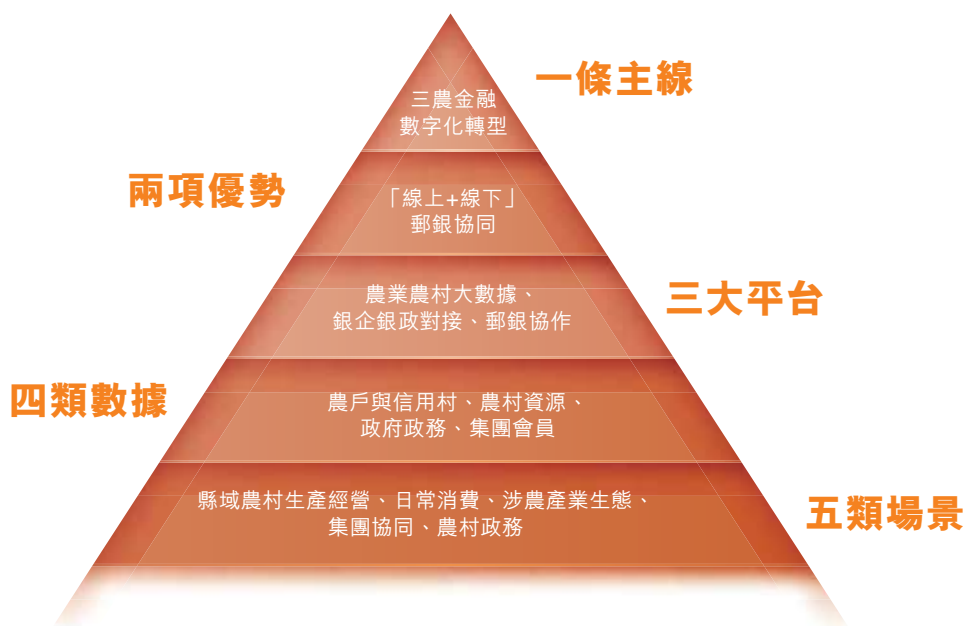 一條主線
三農金融
數字化轉型
兩項優勢
「線上+線下」
郵銀協同
三大平台
農業農村大數據、
銀企銀政對接、郵銀協作
四類數據
農戶與信用村、農村資源、
政府政務、集團會員
五類場景
縣域農村生產經營、日常消費、涉農產業生態、
集團協同、農村政務